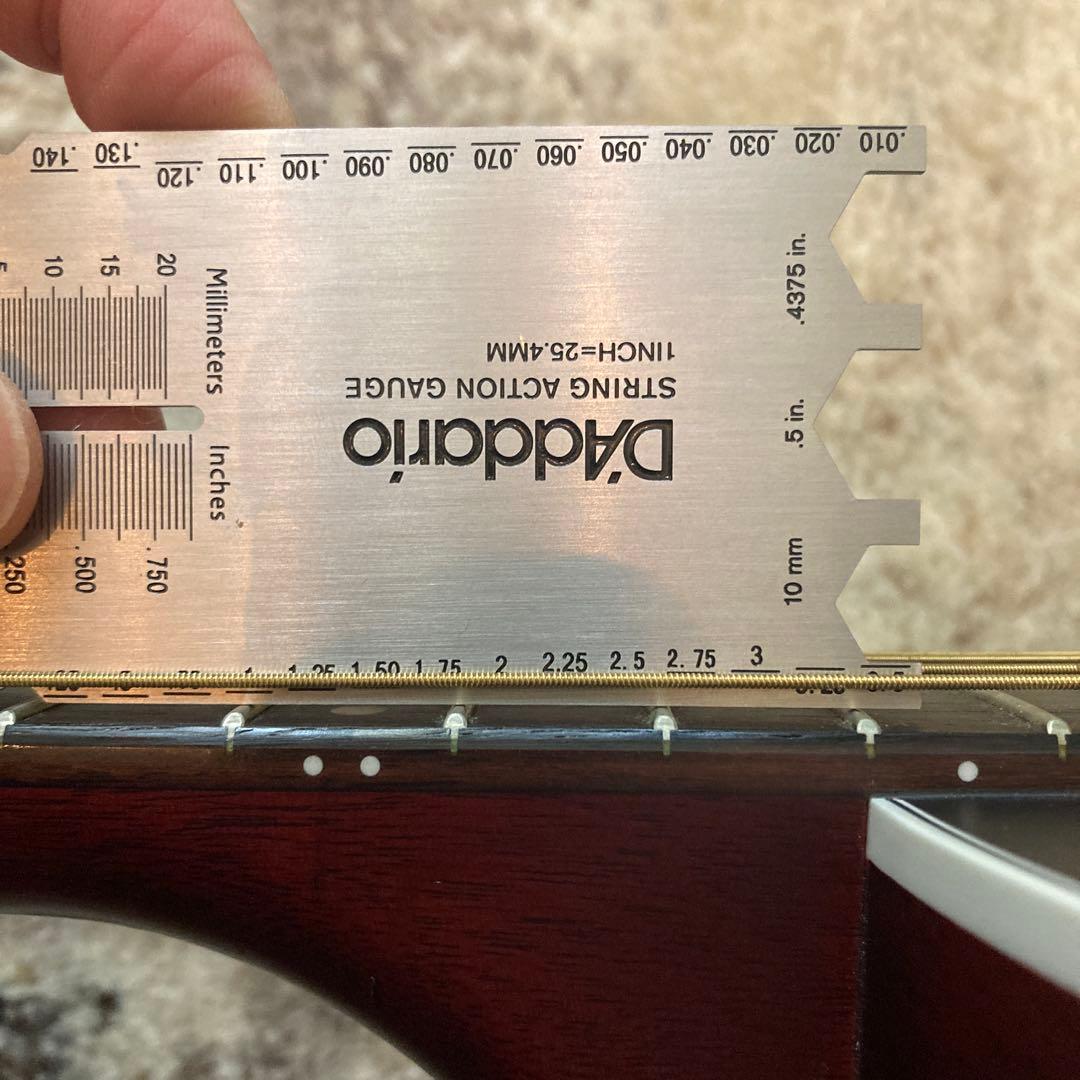 .140 .130 .120 .110 .100 .090 .080 .070 .060 .050 .040 .030 .020 .010
10 15 20
Millimeters
Inches
.500 .750
D'Addario
STRING ACTION GAUGE
1INCH=25.4MM
.4375 in.
.5 in.
10 mm
1 1.25 1.50 1.75 2 2.25 2.5 2.75 3